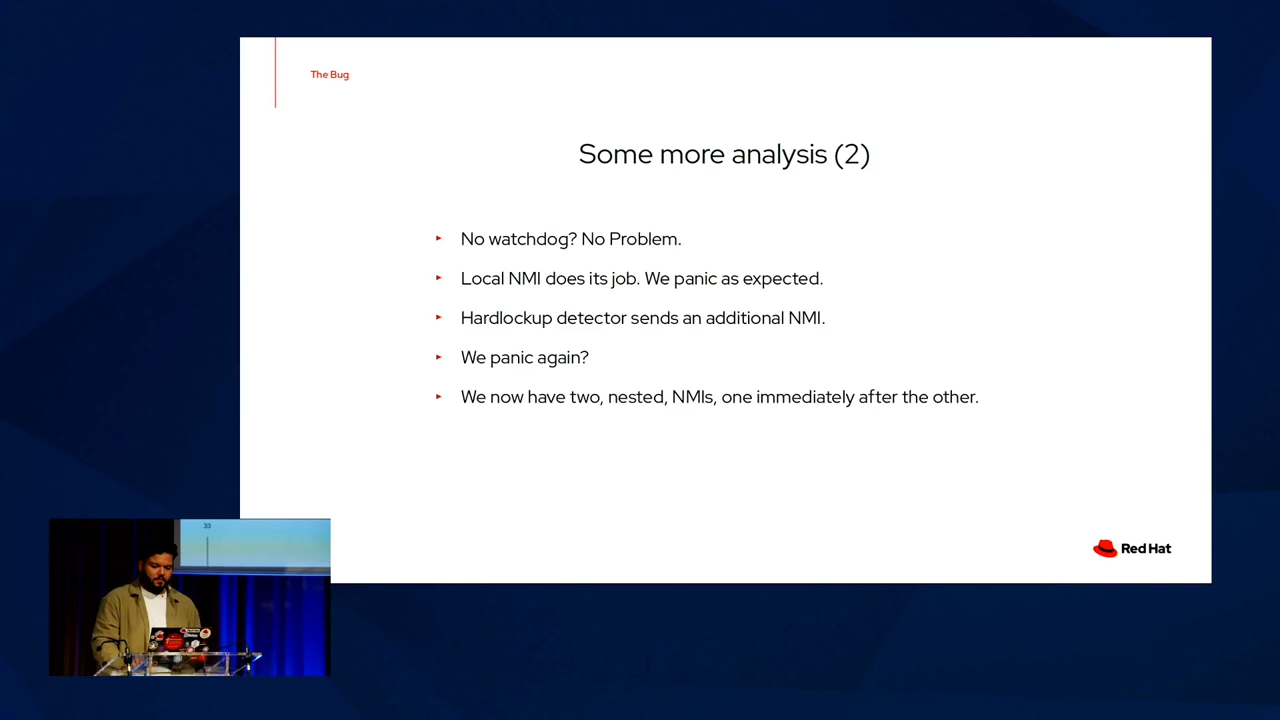 The Bug
Some more analysis (2)
No watchdog? No Problem.
Local NMI does its job. We panic as expected.
Hardlockup detector sends an additional NMI.
We panic again?
We now have two, nested, NMIs, one immediately after the other.
Red Hat
33